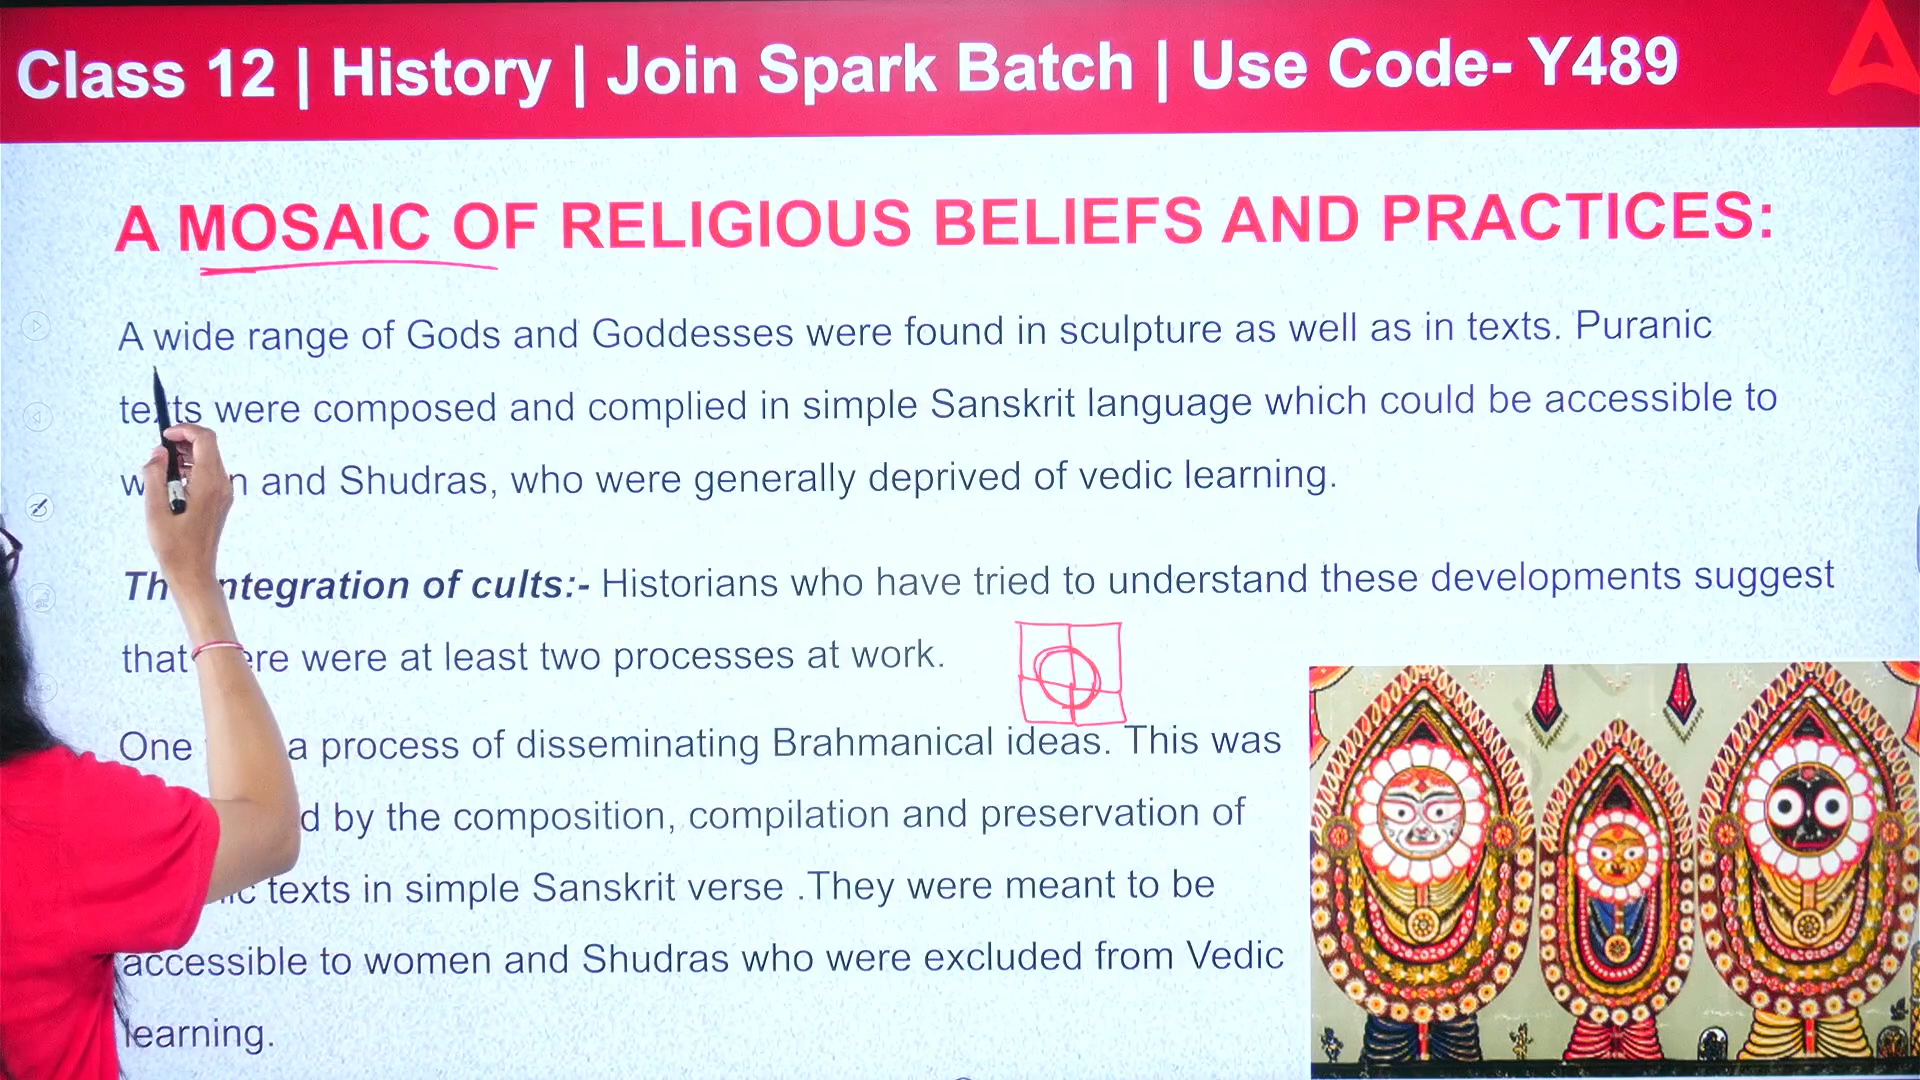 Class 12 | History | Join Spark Batch | Use Code- Y489
A MOSAIC OF RELIGIOUS BELIEFS AND PRACTICES:
A wide range of Gods and Goddesses were found in sculpture as well as in texts. Puranic
texts were composed and complied in simple Sanskrit language which could be accessible to
and Shudras, who were generally deprived of vedic learning.
integration of cults:- Historians who have tried to understand these developments suggest
that there were at least two processes at work.
One a process of disseminating Brahmanical ideas. This was
by the composition, compilation and preservation of
texts in simple Sanskrit verse .They were meant to be
accessible to women and Shudras who were excluded from Vedic
learning.